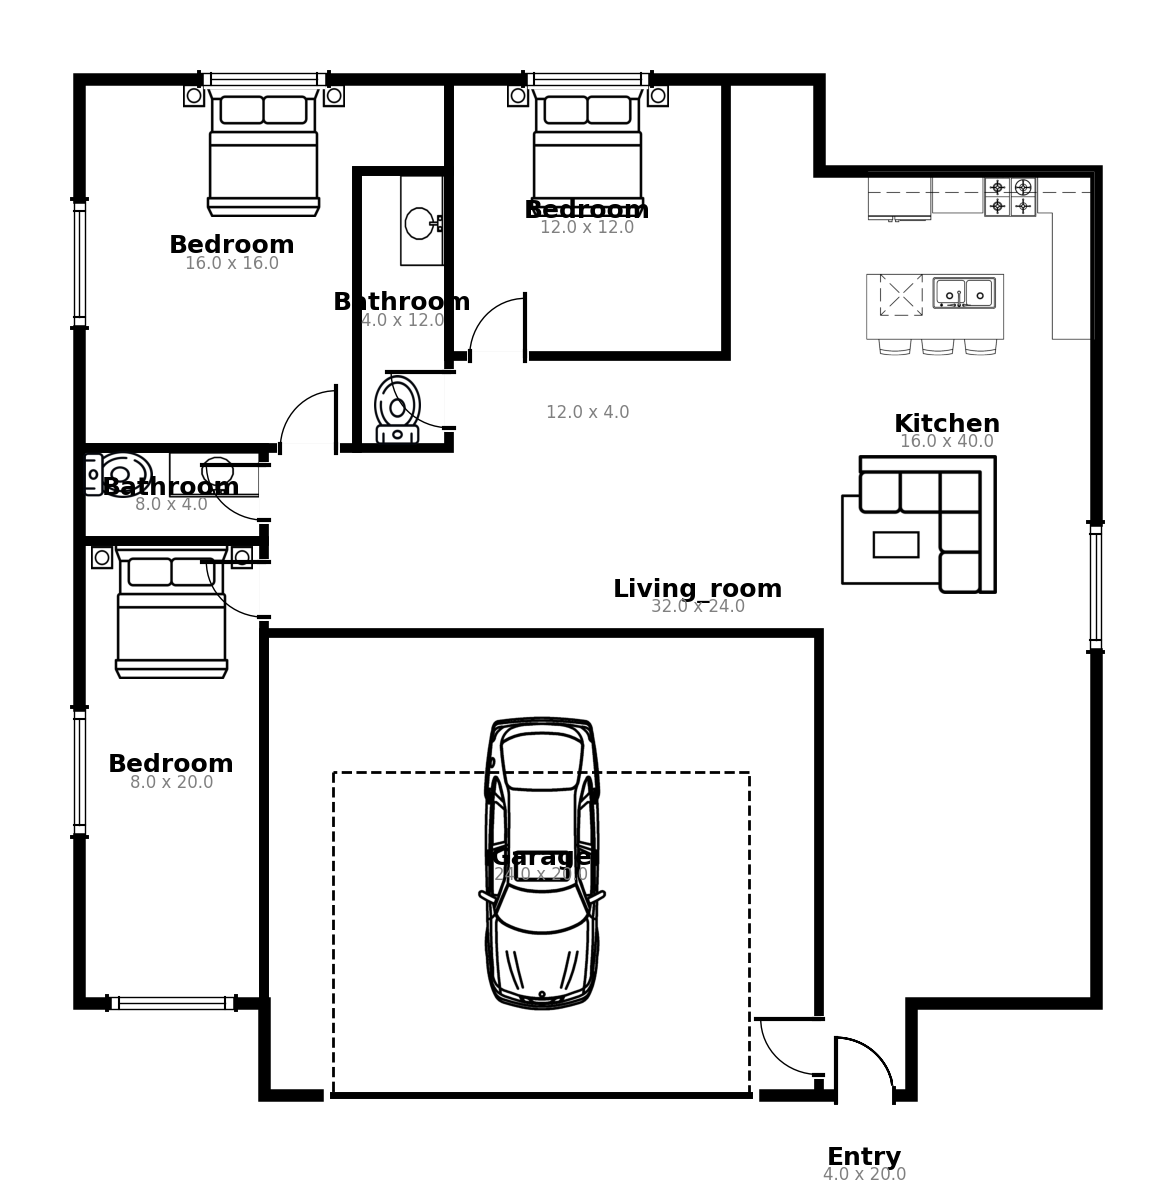 Bedroom
12.0 x 12.0
Bedroom
16.0 x 16.0
Bathroom
4.0 x 12.0
12.0 x 4.0
Kitchen
16.0 x 40.0
Bathroom
8.0 x 4.0
Living_room
32.0 x 24.0
Bedroom
8.0 x 20.0
Garage
24.0 x 20.0
Entry
4.0 x 20.0